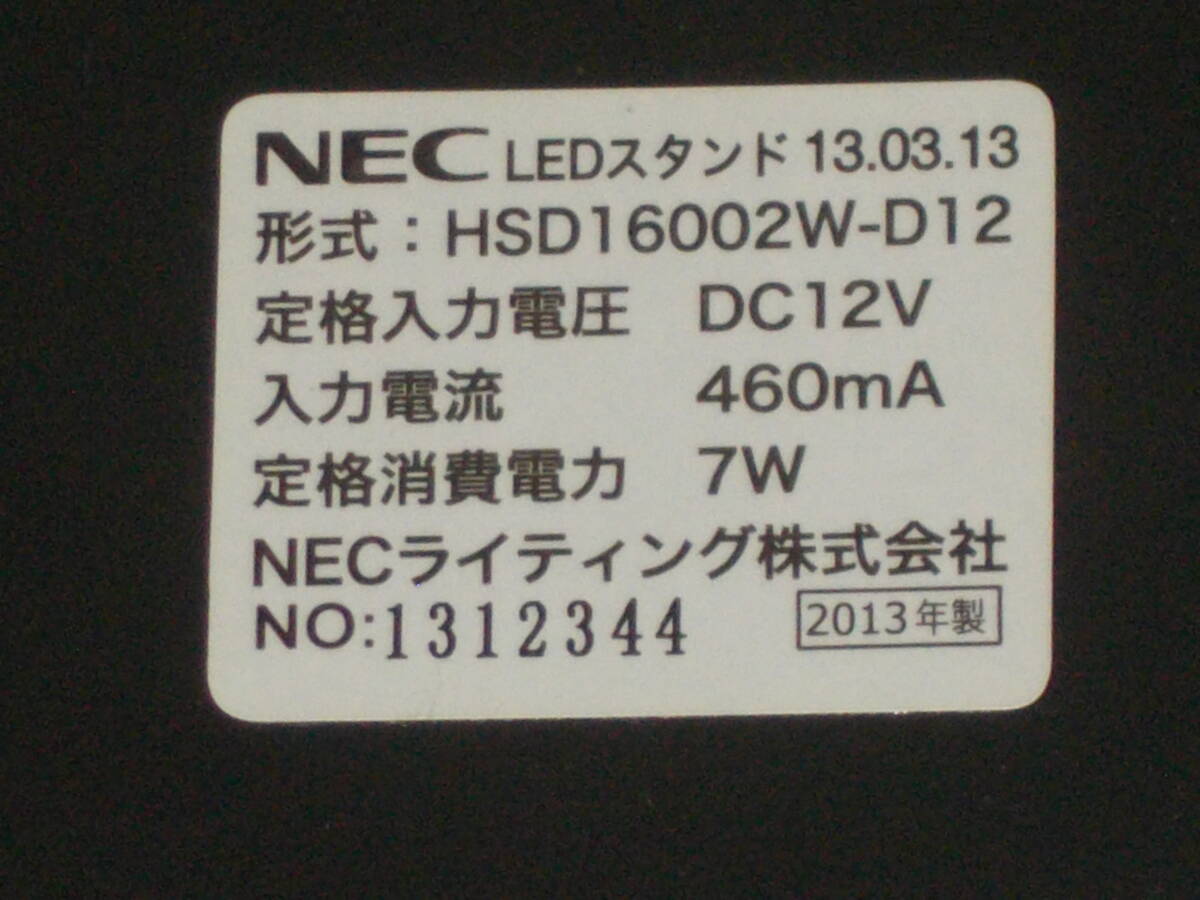 NEC LEDスタンド 13.03.13
形式：HSD16002W-D12
定格入力電圧 DC12V
入力電流 460mA
定格消費電力 7W
NECライティング株式会社
NO:1312344 2013年製